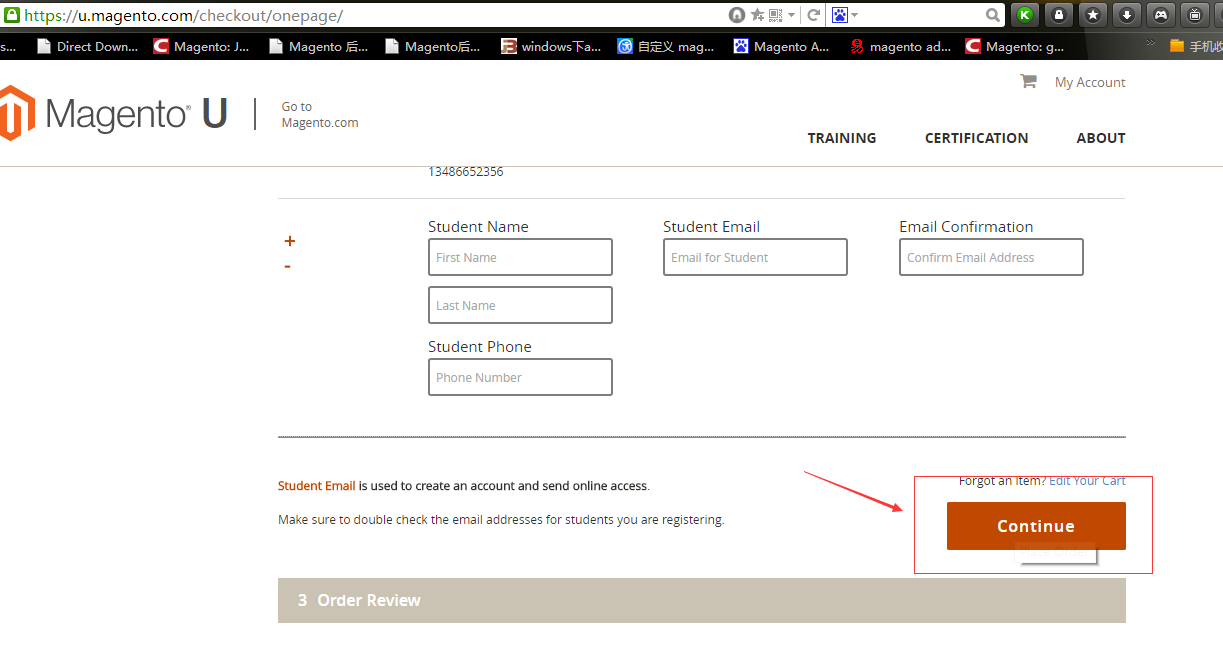 https://u.magento.com/checkout/onepage/
s... Direct Down... Magento: J... Magento 后... Magento后... windows下a... 自定义 mag... Magento A... magento ad... Magento: g... » 手机收
My Account
Magento® U
Go to
Magento.com
TRAINING CERTIFICATION ABOUT
13486652356
+
-
Student Name Student Email Email Confirmation
First Name Email for Student Confirm Email Address
Last Name
Student Phone
Phone Number
Forgot an Item? Edit Your Cart
Student Email is used to create an account and send online access.
Continue
Make sure to double check the email addresses for students you are registering.
3 Order Review